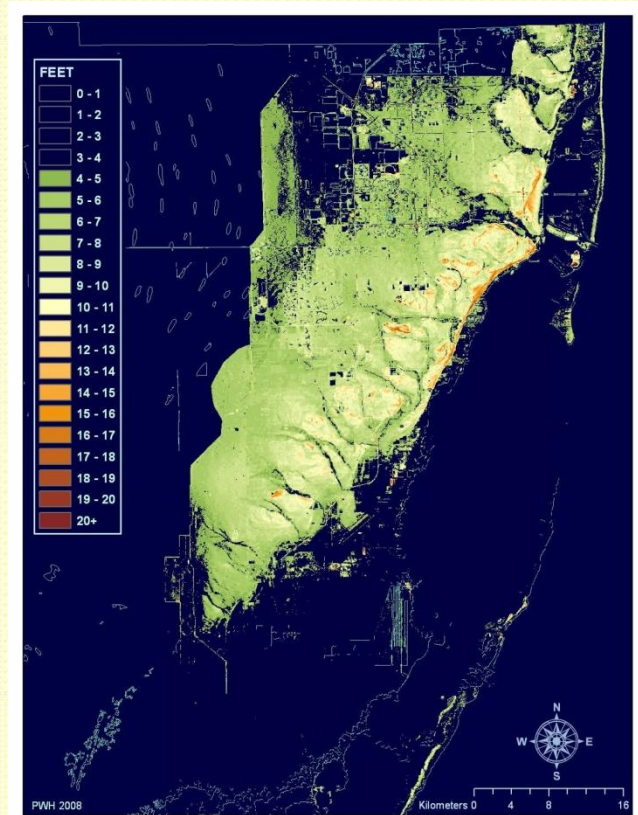 FEET
0 - 1
1 - 2
2 - 3
3 - 4
4 - 5
5 - 6
6 - 7
7 - 8
8 - 9
9 - 10
10 - 11
11 - 12
12 - 13
13 - 14
14 - 15
15 - 16
16 - 17
17 - 18
18 - 19
19 - 20
20+
N
W E
S
PWH 2008
Kilometers 0 4 8 16